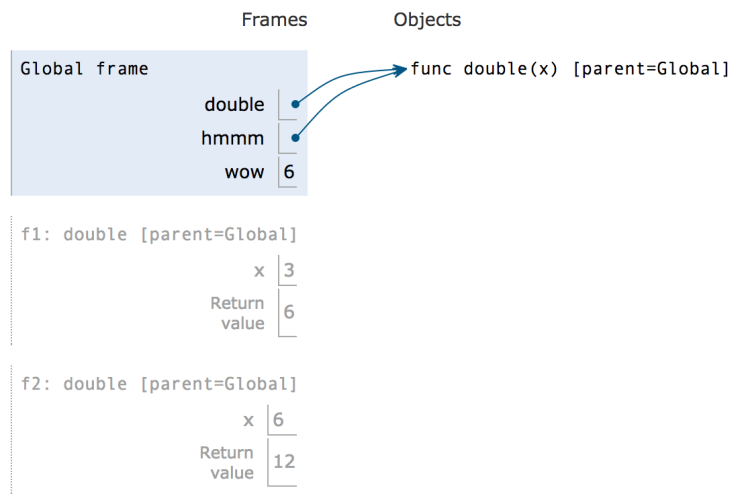 Frames Objects
Global frame func double(x) [parent=Global]
double
hmmm
wow 6
f1: double [parent=Global]
x 3
Return
value 6
f2: double [parent=Global]
x 6
Return
value 12